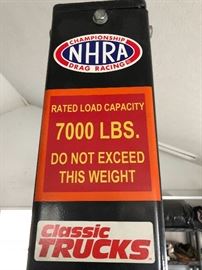 CHAMPIONSHIP
NHRA
DRAG RACING
RATED LOAD CAPACITY
7000 LBS.
DO NOT EXCEED
THIS WEIGHT
Classic
TRUCKS